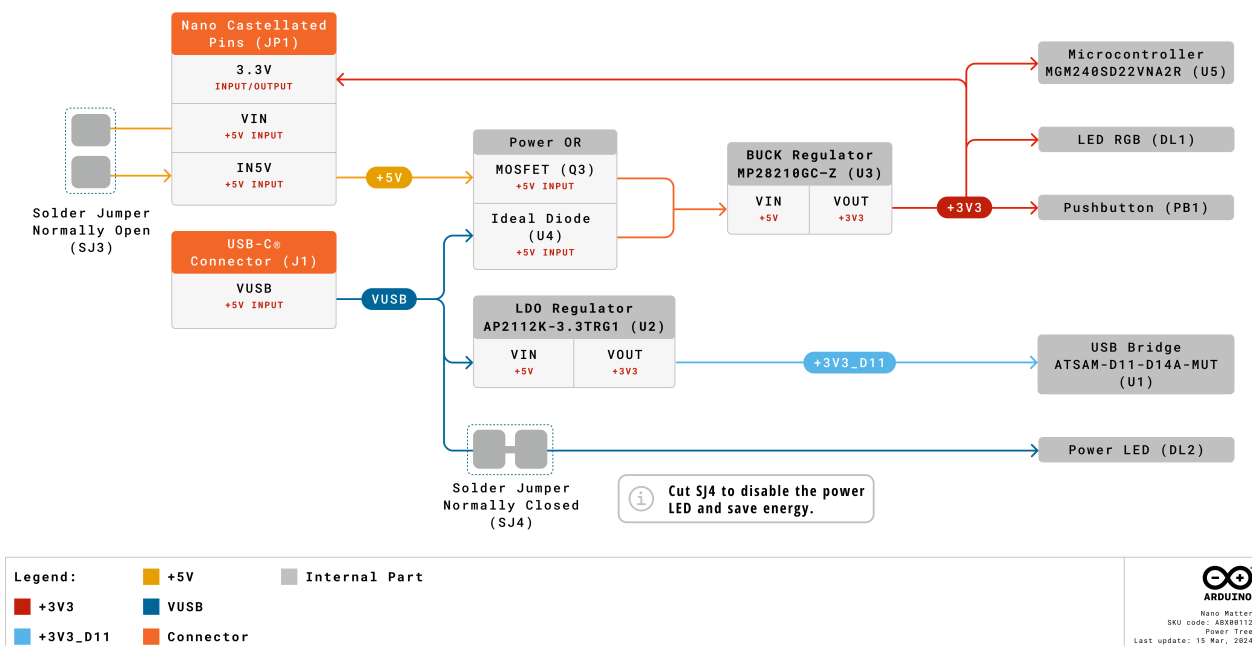 Nano Castellated
Pins (JP1)
3.3V
INPUT/OUTPUT
VIN
+5V INPUT
IN5V
+5V INPUT
Solder Jumper
Normally Open
(SJ3)
+5V
USB-C®
Connector (J1)
VUSB
+5V INPUT
VUSB
Power OR
MOSFET (Q3)
+5V INPUT
Ideal Diode
(U4)
+5V INPUT
BUCK Regulator
MP28210GC-Z (U3)
VIN
+5V
VOUT
+3V3
+3V3
Microcontroller
MGM240SD22VNA2R (U5)
LED RGB (DL1)
Pushbutton (PB1)
LDO Regulator
AP2112K-3.3TRG1 (U2)
VIN
+5V
VOUT
+3V3
+3V3_D11
USB Bridge
ATSAM-D11-D14A-MUT
(U1)
Solder Jumper
Normally Closed
(SJ4)
Power LED (DL2)
i
Cut SJ4 to disable the power
LED and save energy.
Legend:
+5V
Internal Part
+3V3
VUSB
+3V3_D11
Connector
ARDUINO
Nano Matter
SKU code: ABX00112
Power Tree
Last update: 15 Mar, 2024